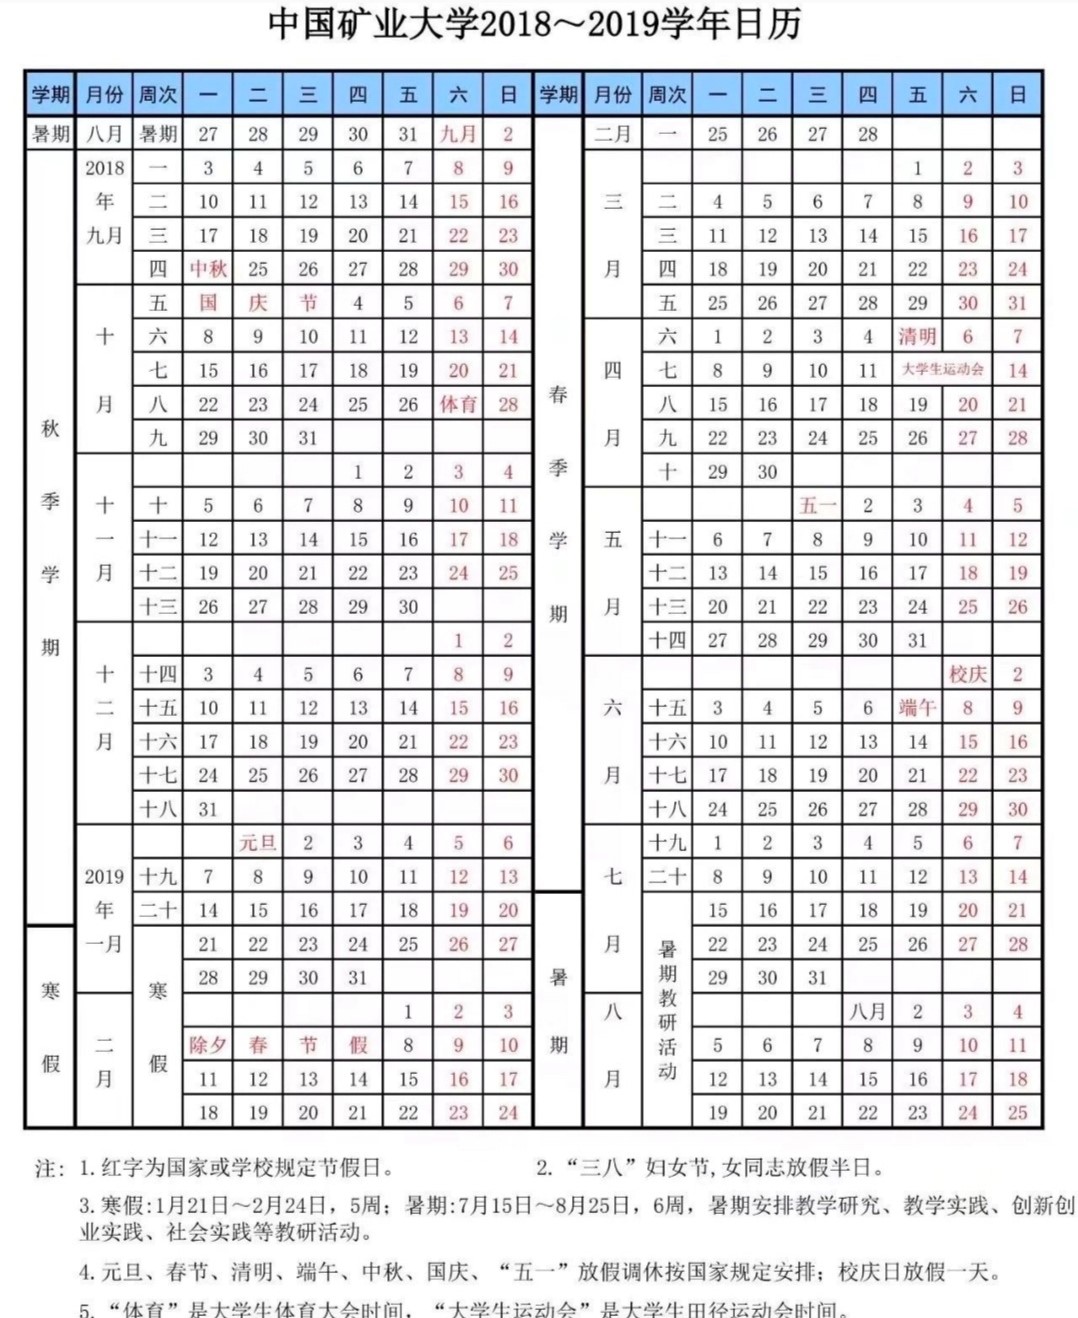 中国矿业大学2018～2019学年日历
学期 月份 周次 一 二 三 四 五 六 日 学期 月份 周次 一 二 三 四 五 六 日
暑期 八月 暑期 27 28 29 30 31 九月 2 二月 一 25 26 27 28
2018 一 3 4 5 6 7 8 9 1 2 3
年 二 10 11 12 13 14 15 16 三 二 4 5 6 7 8 9 10
九月 三 17 18 19 20 21 22 23 三 11 12 13 14 15 16 17
四 中秋 25 26 27 28 29 30 月 四 18 19 20 21 22 23 24
五 国 庆 节 4 5 6 7 五 25 26 27 28 29 30 31
十 六 8 9 10 11 12 13 14 六 1 2 3 4 清明 6 7
七 15 16 17 18 19 20 21 四 七 8 9 10 11 大学生运动会 14
月 八 22 23 24 25 26 体育 28 春 八 15 16 17 18 19 20 21
秋 九 29 30 31 月 九 22 23 24 25 26 27 28
1 2 3 4 季 十 29 30
季 十 十 5 6 7 8 9 10 11 五一 2 3 4 5
一 十一 12 13 14 15 16 17 18 学 五 十一 6 7 8 9 10 11 12
学 月 十二 19 20 21 22 23 24 25 十二 13 14 15 16 17 18 19
十三 26 27 28 29 30 期 月 十三 20 21 22 23 24 25 26
期 1 2 十四 27 28 29 30 31
十 十四 3 4 5 6 7 8 9 校庆 2
二 十五 10 11 12 13 14 15 16 六 十五 3 4 5 6 端午 8 9
月 十六 17 18 19 20 21 22 23 十六 10 11 12 13 14 15 16
十七 24 25 26 27 28 29 30 月 十七 17 18 19 20 21 22 23
十八 31 十八 24 25 26 27 28 29 30
元旦 2 3 4 5 6 十九 1 2 3 4 5 6 7
2019 十九 7 8 9 10 11 12 13 七 二十 8 9 10 11 12 13 14
年 二十 14 15 16 17 18 19 20 15 16 17 18 19 20 21
一月 21 22 23 24 25 26 27 月 暑 22 23 24 25 26 27 28
寒 寒 28 29 30 31 暑 期 29 30 31
1 2 3 八 教 研 八月 2 3 4
假 二 假 除夕 春 节 假 8 9 10 期 活 5 6 7 8 9 10 11
月 11 12 13 14 15 16 17 月 动 12 13 14 15 16 17 18
18 19 20 21 22 23 24 19 20 21 22 23 24 25
注: 1.红字为国家或学校规定节假日。 2.“三八”妇女节,女同志放假半日。
3.寒假:1月21日～2月24日，5周；暑期:7月15日～8月25日，6周，暑期安排教学研究、教学实践、创新创
业实践、社会实践等教研活动。
4.元旦、春节、清明、端午、中秋、国庆、“五一”放假调休按国家规定安排；校庆日放假一天。
5.“体育”是大学生体育大会时间，“大学生运动会”是大学生田径运动会时间。